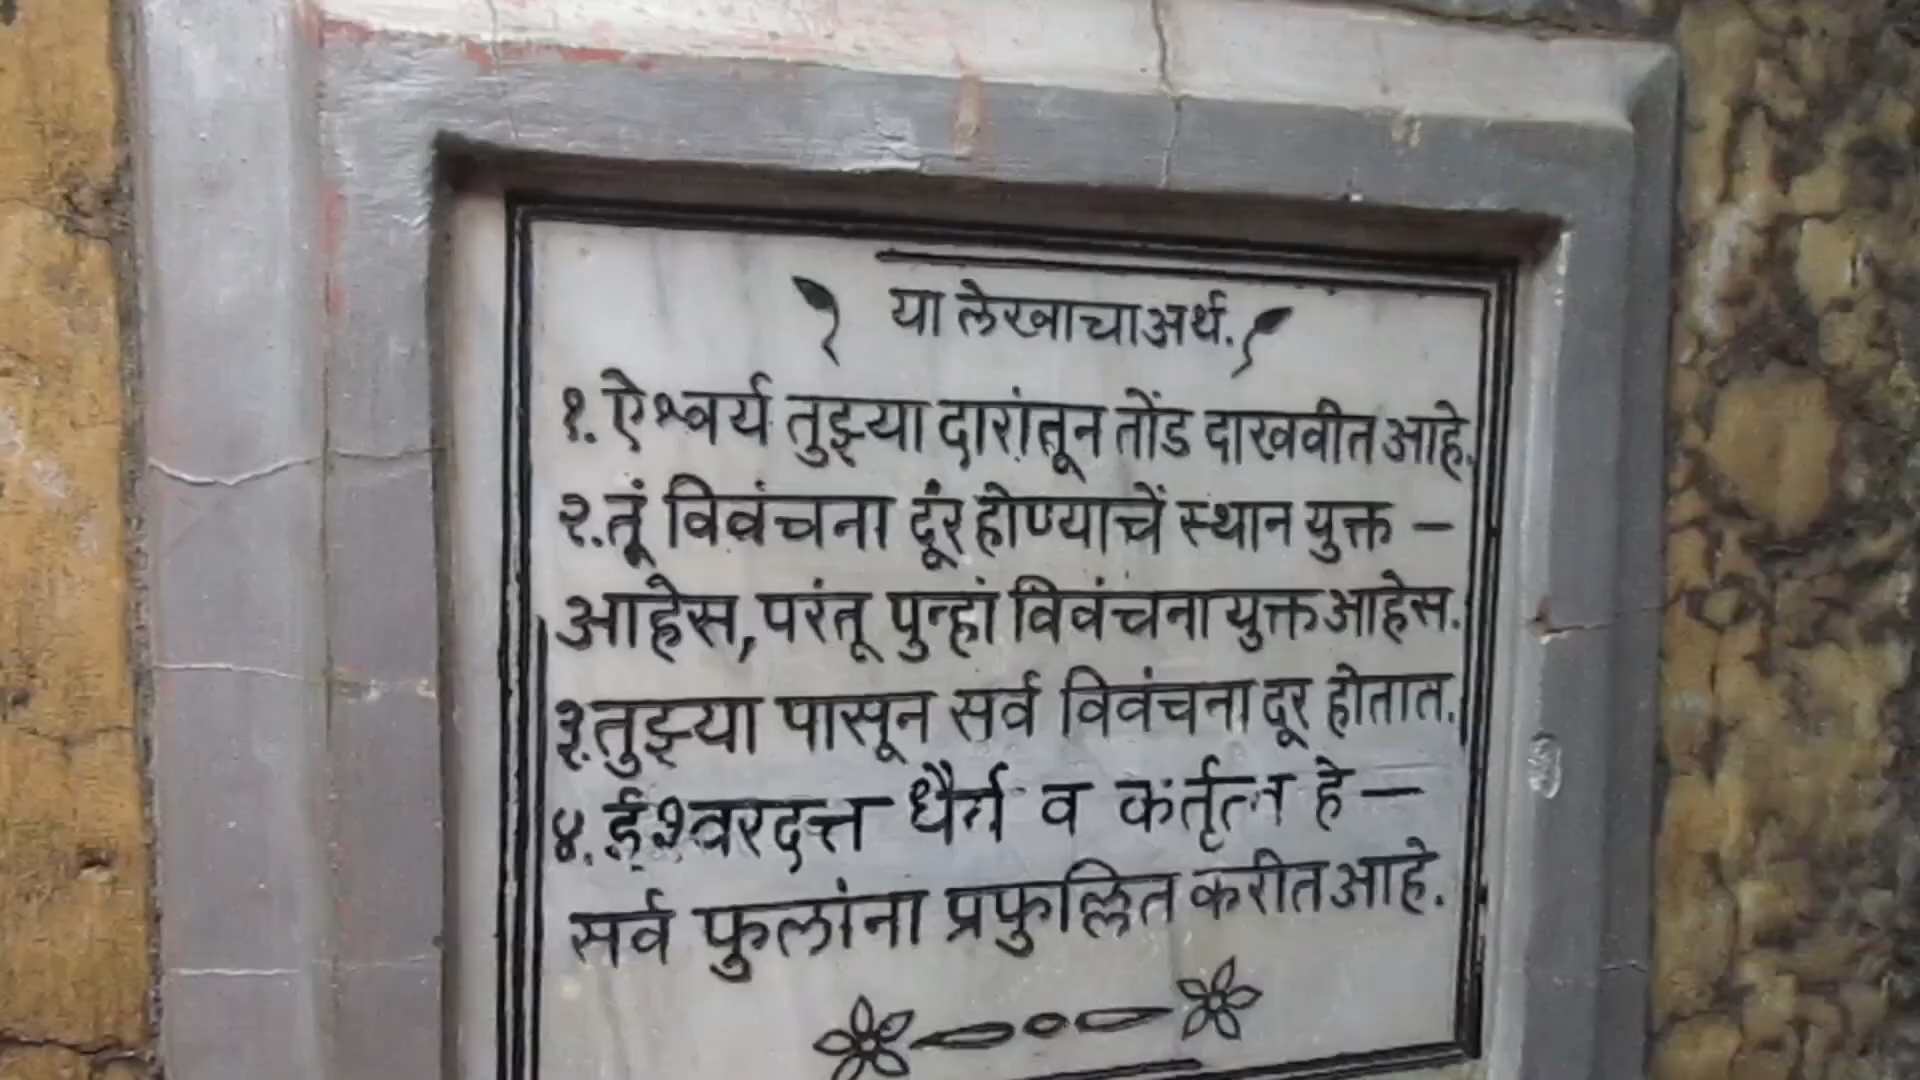 या लेखाचा अर्थ.
१. ऐश्वर्य तुझ्या दारांतून तोंड दाखवीत आहे.
२. तूं विवंचना दूर होण्याचें स्थान युक्त –
आहेस, परंतू पुन्हां विवंचना युक्त आहेस.
३. तुझ्या पासून सर्व विवंचना दूर होतात.
४. ईश्वरदत्त धैर्य व कर्तृत्व हे –
सर्व फुलांना प्रफुल्लित करीत आहे.